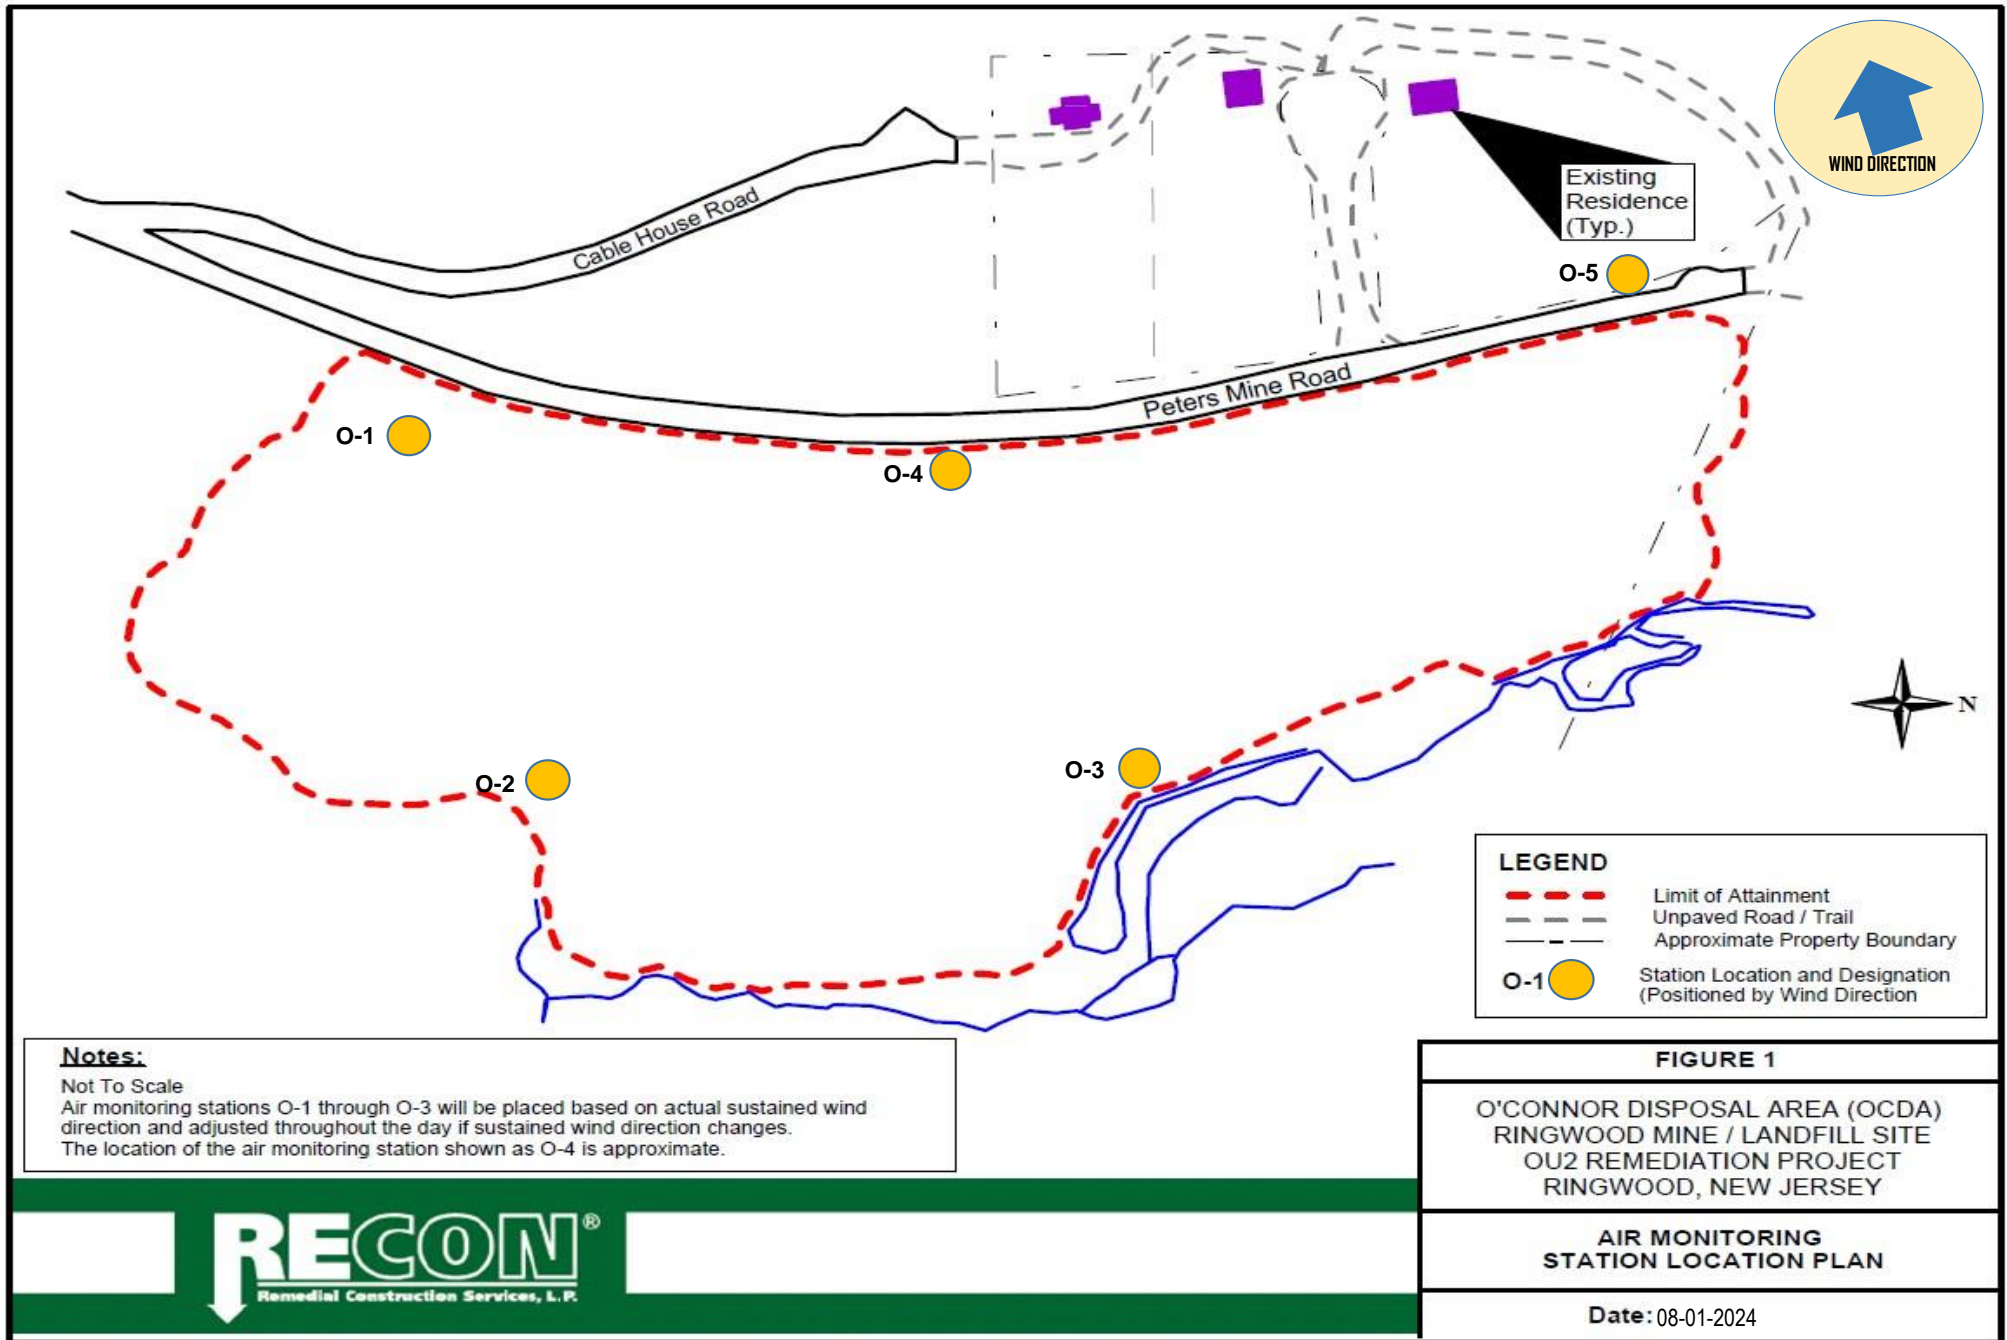 WIND DIRECTION
Cable House Road
Existing
Residence
(Typ.)
O-5
Peters Mine Road
O-1
O-4
N
O-2
O-3
LEGEND
Limit of Attainment
Unpaved Road / Trail
Approximate Property Boundary
O-1
Station Location and Designation
(Positioned by Wind Direction
Notes:
Not To Scale
Air monitoring stations O-1 through O-3 will be placed based on actual sustained wind
direction and adjusted throughout the day if sustained wind direction changes.
The location of the air monitoring station shown as O-4 is approximate.
RECON®
Remedial Construction Services, L.P.
FIGURE 1
O'CONNOR DISPOSAL AREA (OCDA)
RINGWOOD MINE / LANDFILL SITE
OU2 REMEDIATION PROJECT
RINGWOOD, NEW JERSEY
AIR MONITORING
STATION LOCATION PLAN
Date: 08-01-2024